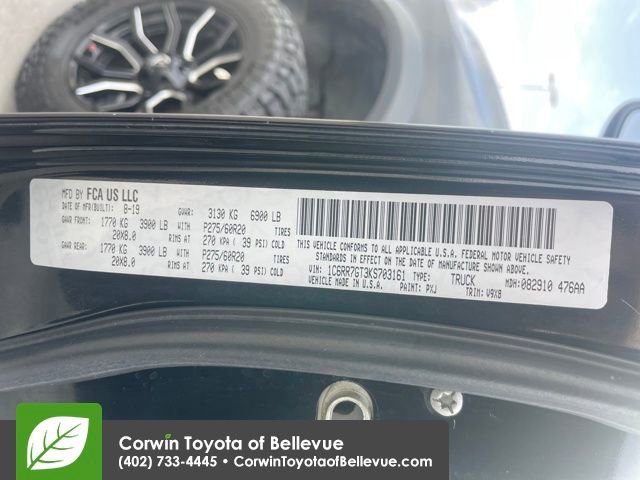 MFD BY FCA US LLC
DATE OF MFR(BUILT): 8-19 GVWR: 3130 KG 6900 LB
GAWR FRONT: 1770 KG 3900 LB WITH P275/60R20 TIRES
20X8.0 RIMS AT 270 KPA ( 39 PSI) COLD
GAWR REAR: 1770 KG 3900 LB WITH P275/60R20 TIRES
20X8.0 RIMS AT 270 KPA ( 39 PSI) COLD
THIS VEHICLE CONFORMS TO ALL APPLICABLE U.S.A. FEDERAL MOTOR VEHICLE SAFETY
STANDARDS IN EFFECT ON THE DATE OF MANUFACTURE SHOWN ABOVE.
VIN: 1C6RR7GT3KS703161 TYPE: TRUCK MDH: 082910 476AA
VEHICLE MADE IN U.S.A. PAINT: PXJ TRIM: V9X8
Corwin Toyota of Bellevue
(402) 733-4445 • CorwinToyotaofBellevue.com